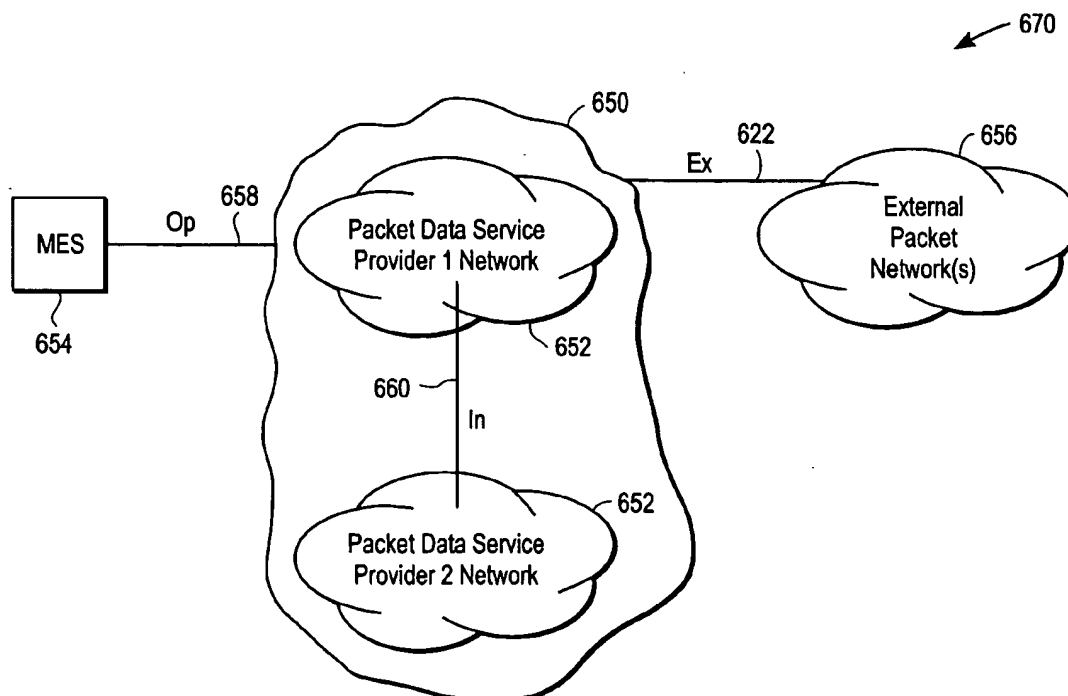 670
650
622
656
Ex
658
Op
MES
654
Packet Data Service
Provider 1 Network
External
Packet
Network(s)
652
660
In
652
Packet Data Service
Provider 2 Network